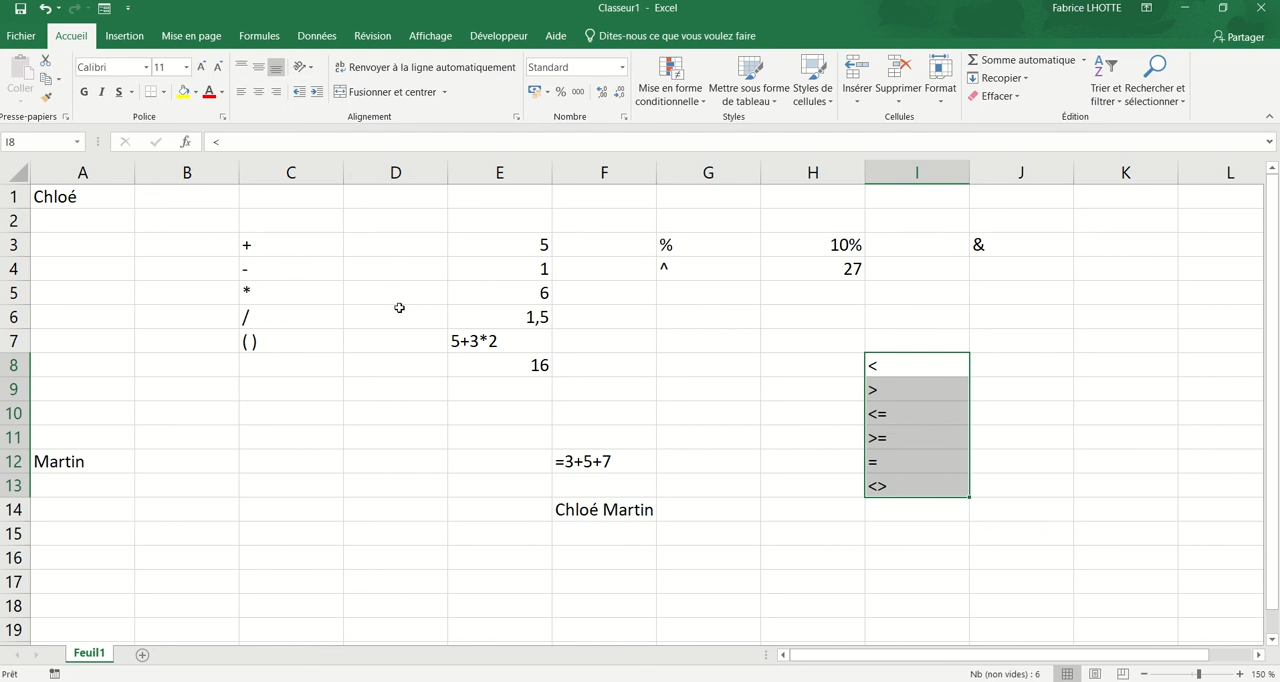 Classeur1 - Excel
Fabrice LHOTTE
Fichier Accueil Insertion Mise en page Formules Données Révision Affichage Développeur Aide Dites-nous ce que vous voulez faire Partager
Coller
Calibri 11
Renvoyer à la ligne automatiquement
Standard
Mise en forme conditionnelle
Mettre sous forme de tableau
Styles de cellules
Insérer Supprimer Format
Somme automatique
Recopier
Effacer
Trier et filtrer
Rechercher et sélectionner
G I S
Fusionner et centrer
% 000
Presse-papiers Police Alignement Nombre Styles Cellules Édition
I8 fx <
A B C D E F G H I J K L
1 Chloé
2
3 + 5 % 10% &
4 - 1 ^ 27
5 * 6
6 / 1,5
7 ( ) 5+3*2
8 16 <
9 >
10 <=
11 >=
12 Martin =3+5+7 =
13 <>
14 Chloé Martin
15
16
17
18
19
Feuil1
Prêt Nb (non vides) : 6 150 %